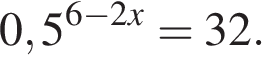 0,5^{6−2x} = 32.